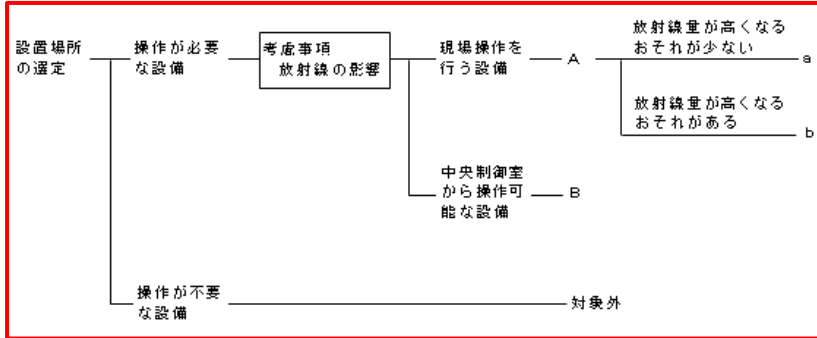 設置場所
の選定
操作が必要
な設備
考慮事項
放射線の影響
現場操作を
行う設備
A
放射線量が高くなる
おそれが少ない
a
放射線量が高くなる
おそれがある
b
中央制御室
から操作可
能な設備
B
操作が不要
な設備
対象外